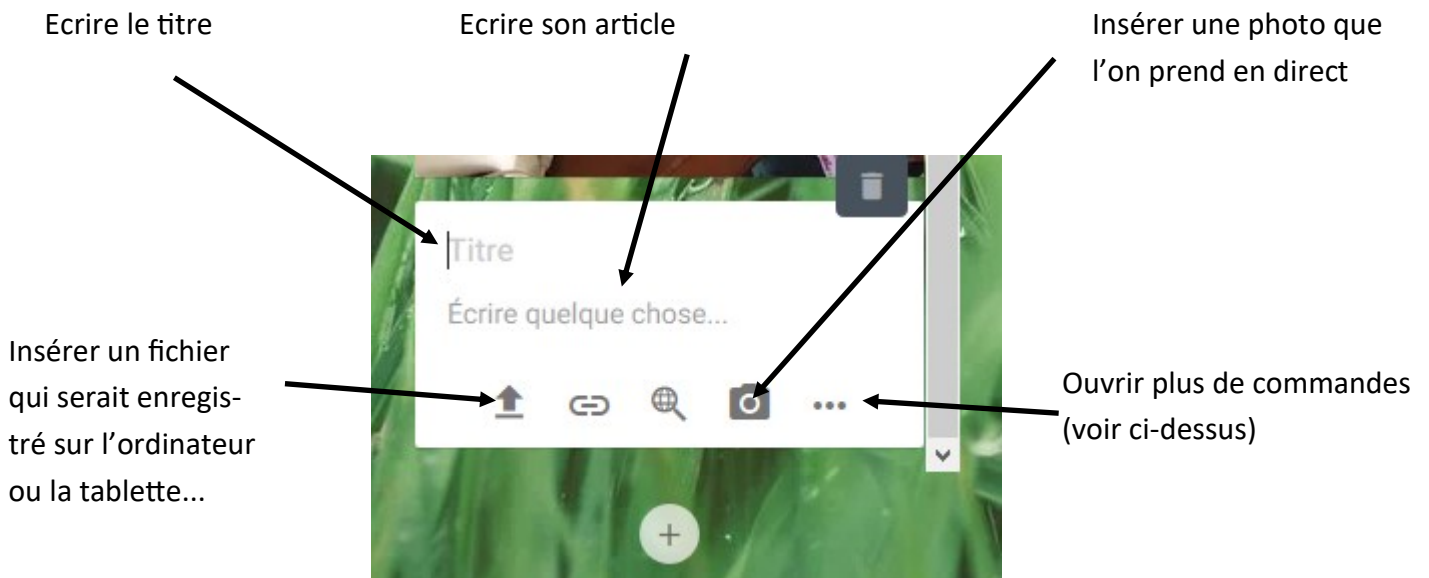 Ecrire le titre
Ecrire son article
Insérer une photo que
l’on prend en direct
Titre
Écrire quelque chose...
Insérer un fichier
qui serait enregis-
tré sur l’ordinateur
ou la tablette...
Ouvrir plus de commandes
(voir ci-dessus)